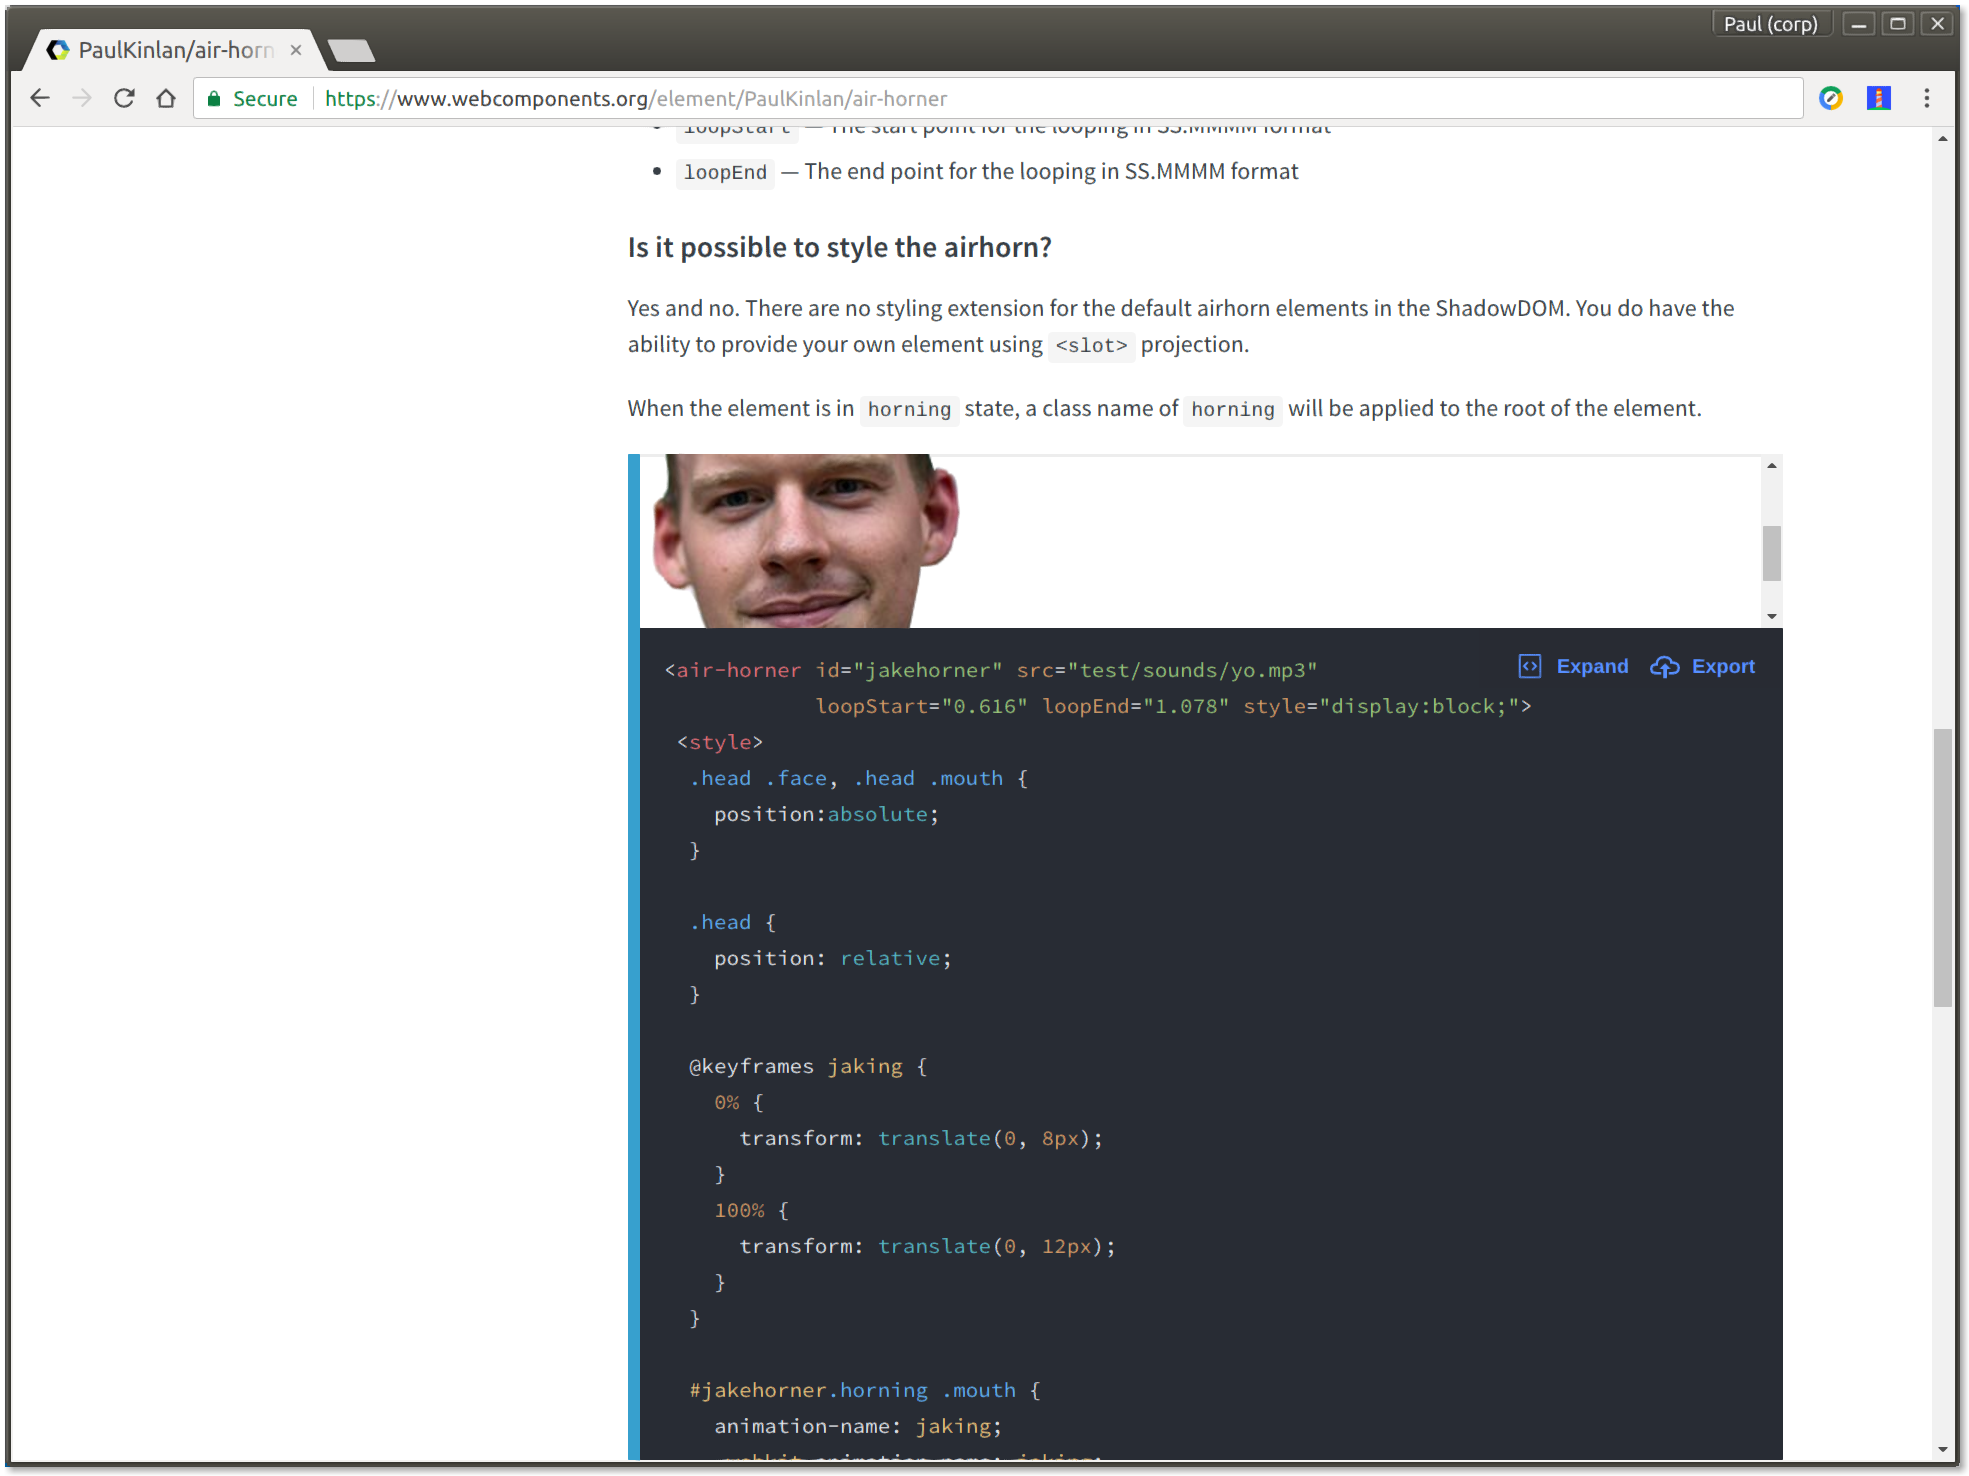 Paul (corp)
PaulKinlan/air-horn
Secure https://www.webcomponents.org/element/PaulKinlan/air-horner
loopStart — The start point for the looping in SS.MMMM format
loopEnd — The end point for the looping in SS.MMMM format
Is it possible to style the airhorn?
Yes and no. There are no styling extension for the default airhorn elements in the ShadowDOM. You do have the
ability to provide your own element using <slot> projection.
When the element is in horning state, a class name of horning will be applied to the root of the element.
Expand Export
<air-horner id="jakehorner" src="test/sounds/yo.mp3"
loopStart="0.616" loopEnd="1.078" style="display:block;">
<style>
.head .face, .head .mouth {
position:absolute;
}
.head {
position: relative;
}
@keyframes jaking {
0% {
transform: translate(0, 8px);
}
100% {
transform: translate(0, 12px);
}
}
#jakehorner.horning .mouth {
animation-name: jaking;
-webkit-animation-name: jaking;